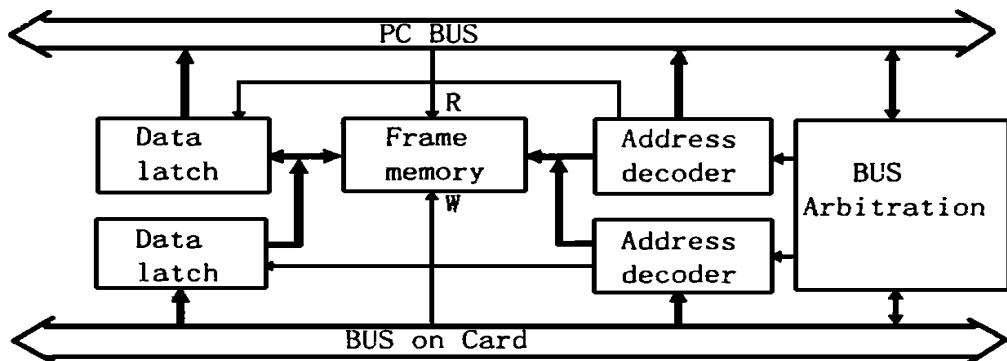 PC BUS
R
Data
latch
Frame
memory
Address
decoder
BUS
Arbitration
W
Data
latch
Address
decoder
BUS on Card